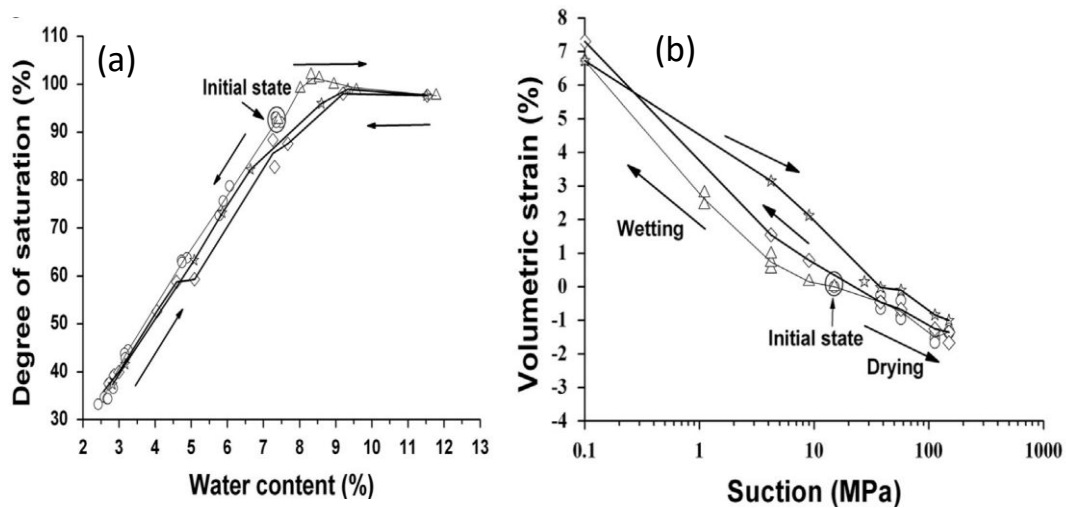 (a)
Initial state
Degree of saturation (%)
110
100
90
80
70
60
50
40
30
2 3 4 5 6 7 8 9 10 11 12 13
Water content (%)
(b)
Volumetric strain (%)
8
7
6
5
4
3
2
1
0
-1
-2
-3
-4
Wetting
Initial state
Drying
0.1 1 10 100 1000
Suction (MPa)